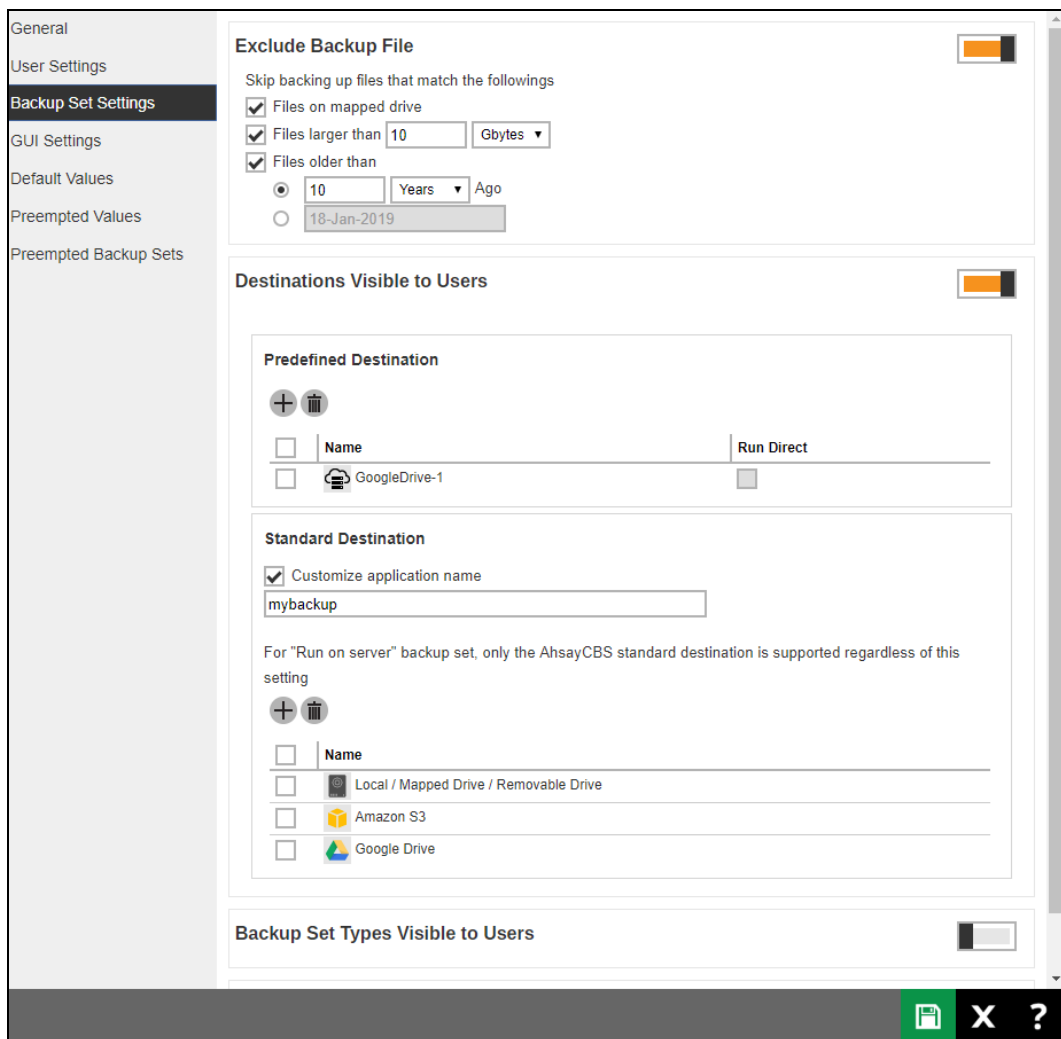 General
User Settings
Backup Set Settings
GUI Settings
Default Values
Preempted Values
Preempted Backup Sets
Exclude Backup File
Skip backing up files that match the followings
Files on mapped drive
Files larger than 10 Gbytes
Files older than
10 Years Ago
18-Jan-2019
Destinations Visible to Users
Predefined Destination
Name Run Direct
GoogleDrive-1
Standard Destination
Customize application name
mybackup
For "Run on server" backup set, only the AhsayCBS standard destination is supported regardless of this
setting
Name
Local / Mapped Drive / Removable Drive
Amazon S3
Google Drive
Backup Set Types Visible to Users
X ?